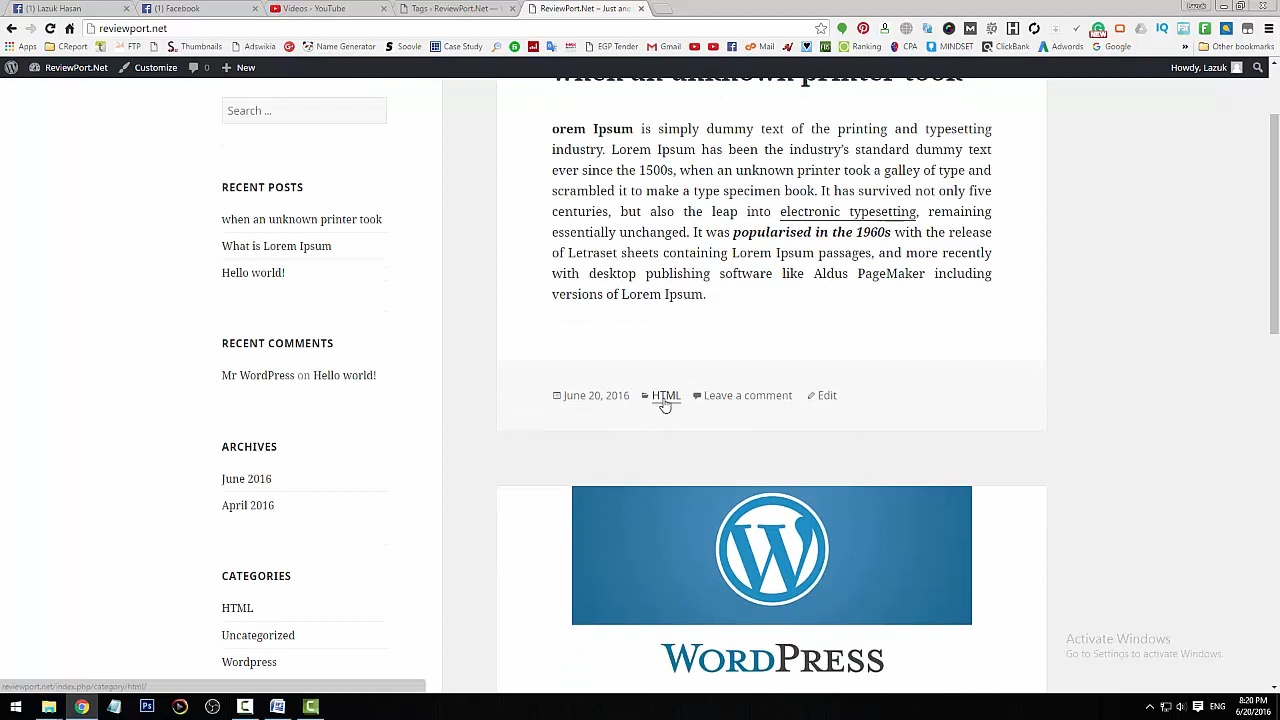 (1) Lazuk Hasan
(1) Facebook
Videos - YouTube
Tags ‹ ReviewPort.Net —
ReviewPort.Net – Just an
reviewport.net
Apps
CReport
FTP
Thumbnails
Adswikia
Name Generator
5coole
Case Study
EGP Tender
Gmail
Mail
Ranking
CPA
MINDSET
ClickBank
Adwords
Google
»
Other bookmarks
ReviewPort.Net
Customize
0
New
Howdy, Lazuk
Search ...
RECENT POSTS
when an unknown printer took
What is Lorem Ipsum
Hello world!
RECENT COMMENTS
Mr WordPress on Hello world!
ARCHIVES
June 2016
April 2016
CATEGORIES
HTML
Uncategorized
Wordpress
when an unknown printer took
orem Ipsum is simply dummy text of the printing and typesetting
industry. Lorem Ipsum has been the industry’s standard dummy text
ever since the 1500s, when an unknown printer took a galley of type and
scrambled it to make a type specimen book. It has survived not only five
centuries, but also the leap into electronic typesetting, remaining
essentially unchanged. It was popularised in the 1960s with the release
of Letraset sheets containing Lorem Ipsum passages, and more recently
with desktop publishing software like Aldus PageMaker including
versions of Lorem Ipsum.
June 20, 2016 HTML Leave a comment Edit
W
WORDPRESS
Activate Windows
Go to Settings to activate Windows.
reviewport.net/index.php/category/html/
ENG
8:20 PM
6/20/2016